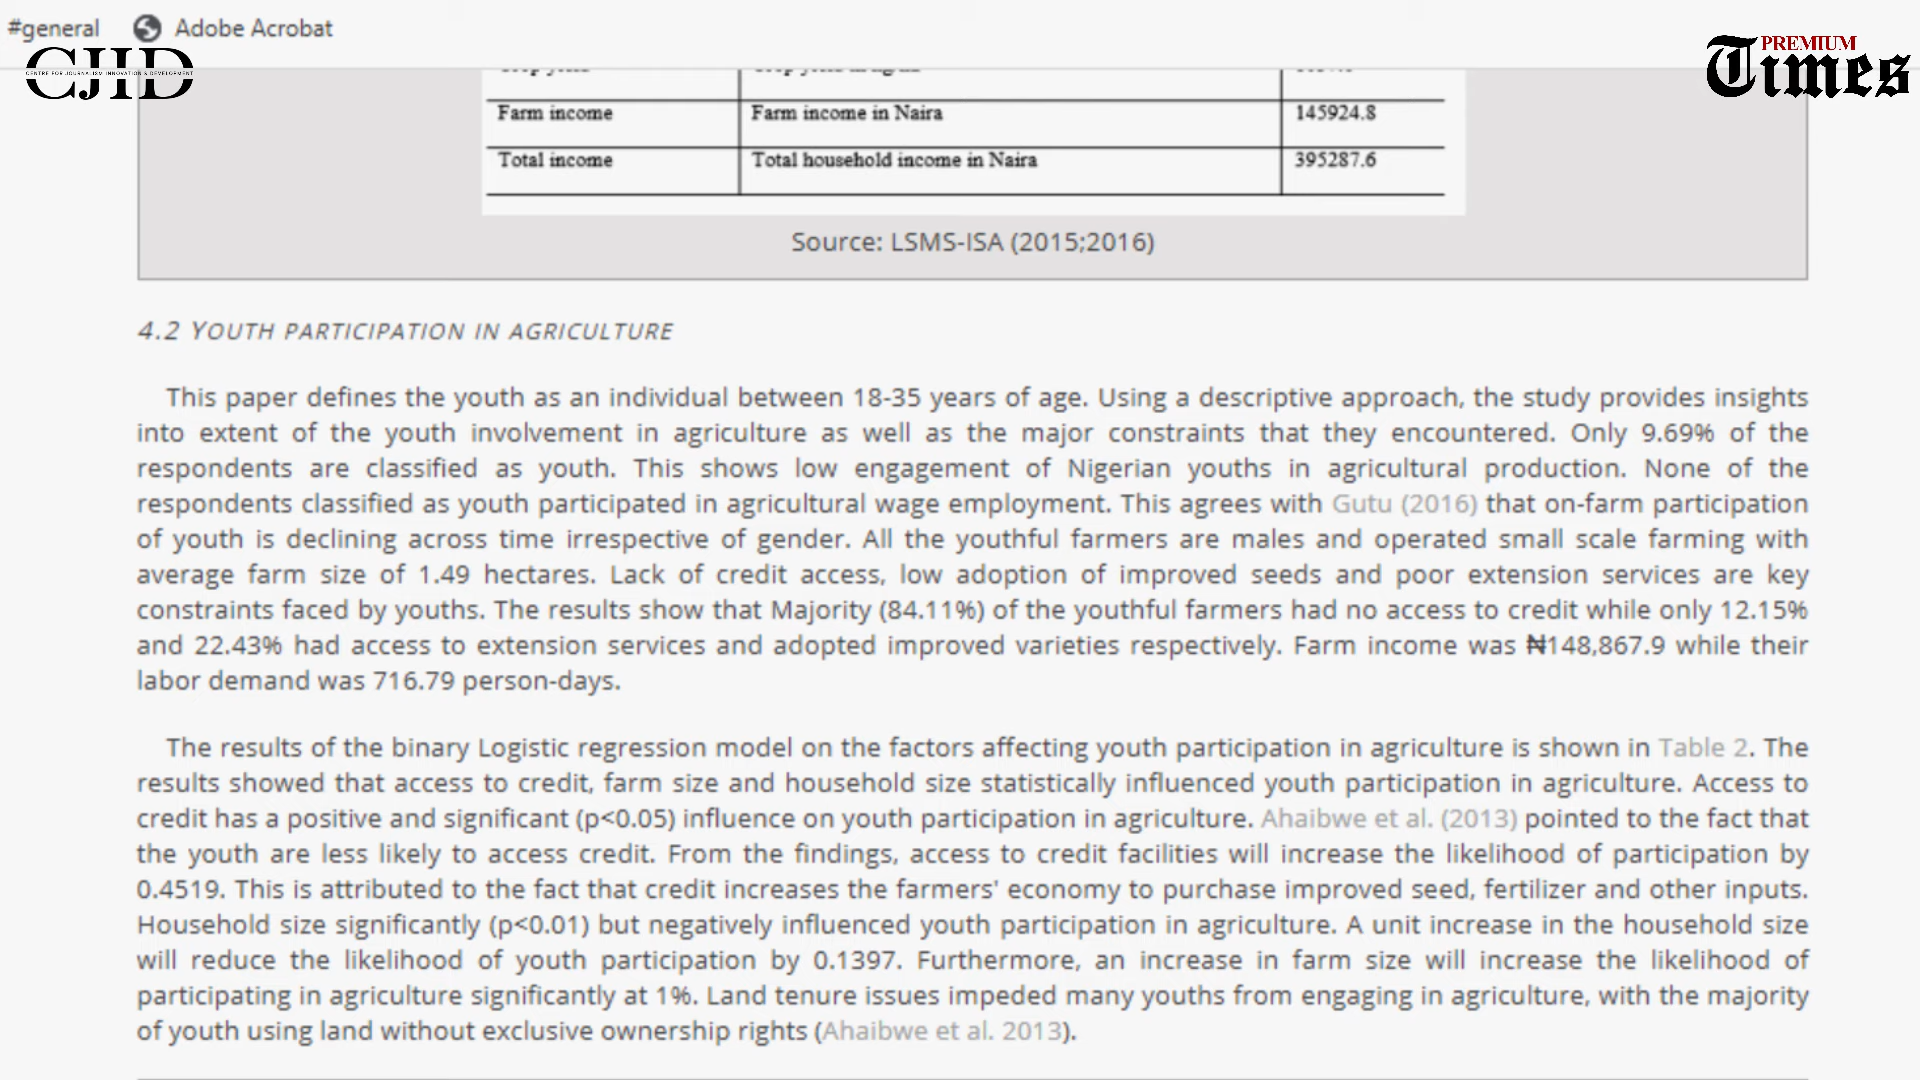 #general Adobe Acrobat
CJID
CENTRE FOR JOURNALISM INNOVATION & DEVELOPMENT
PREMIUM
Times
Farm income Farm income in Naira 145924.8
Total income Total household income in Naira 395287.6
Source: LSMS-ISA (2015;2016)
4.2 YOUTH PARTICIPATION IN AGRICULTURE
This paper defines the youth as an individual between 18-35 years of age. Using a descriptive approach, the study provides insights
into extent of the youth involvement in agriculture as well as the major constraints that they encountered. Only 9.69% of the
respondents are classified as youth. This shows low engagement of Nigerian youths in agricultural production. None of the
respondents classified as youth participated in agricultural wage employment. This agrees with Gutu (2016) that on-farm participation
of youth is declining across time irrespective of gender. All the youthful farmers are males and operated small scale farming with
average farm size of 1.49 hectares. Lack of credit access, low adoption of improved seeds and poor extension services are key
constraints faced by youths. The results show that Majority (84.11%) of the youthful farmers had no access to credit while only 12.15%
and 22.43% had access to extension services and adopted improved varieties respectively. Farm income was ₦148,867.9 while their
labor demand was 716.79 person-days.
The results of the binary Logistic regression model on the factors affecting youth participation in agriculture is shown in Table 2. The
results showed that access to credit, farm size and household size statistically influenced youth participation in agriculture. Access to
credit has a positive and significant (p<0.05) influence on youth participation in agriculture. Ahaibwe et al. (2013) pointed to the fact that
the youth are less likely to access credit. From the findings, access to credit facilities will increase the likelihood of participation by
0.4519. This is attributed to the fact that credit increases the farmers' economy to purchase improved seed, fertilizer and other inputs.
Household size significantly (p<0.01) but negatively influenced youth participation in agriculture. A unit increase in the household size
will reduce the likelihood of youth participation by 0.1397. Furthermore, an increase in farm size will increase the likelihood of
participating in agriculture significantly at 1%. Land tenure issues impeded many youths from engaging in agriculture, with the majority
of youth using land without exclusive ownership rights (Ahaibwe et al. 2013).